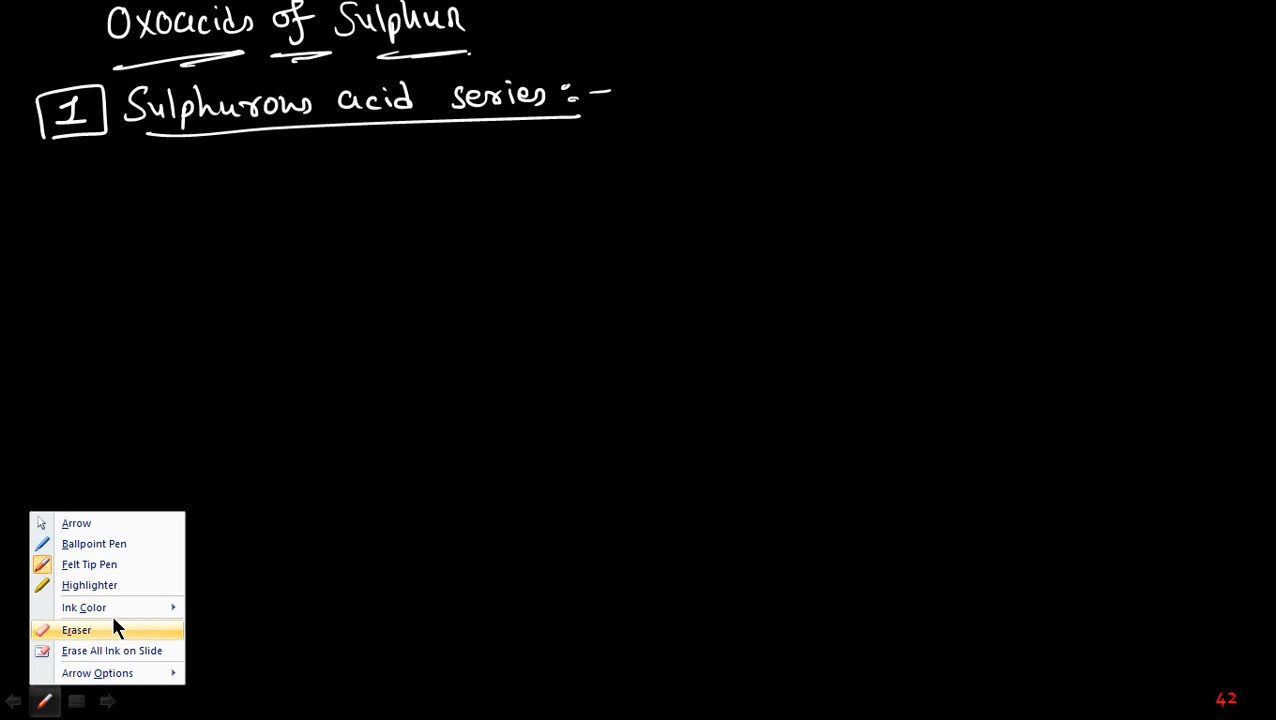 Oxoacids of Sulphur
1 Sulphurous acid series :-
Arrow
Ballpoint Pen
Felt Tip Pen
Highlighter
Ink Color
Eraser
Erase All Ink on Slide
Arrow Options
42